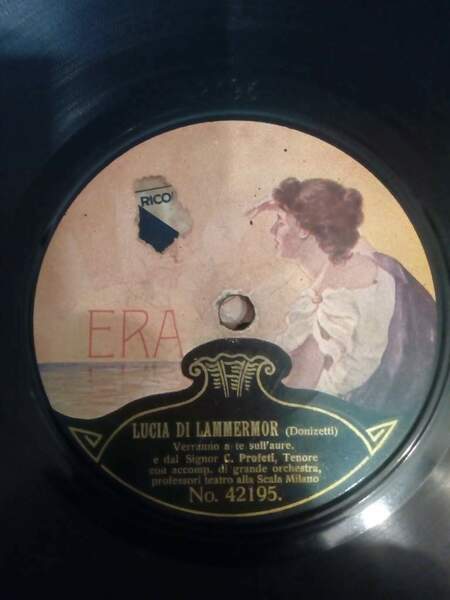 RICO
ERA
LUCIA DI LAMMERMOR (Donizetti)
Verranno a te sull'aure.
e dal Signor C. Profeti, Tenore
con accomp. di grande orchestra,
professori teatro alla Scala Milano
No. 42195.